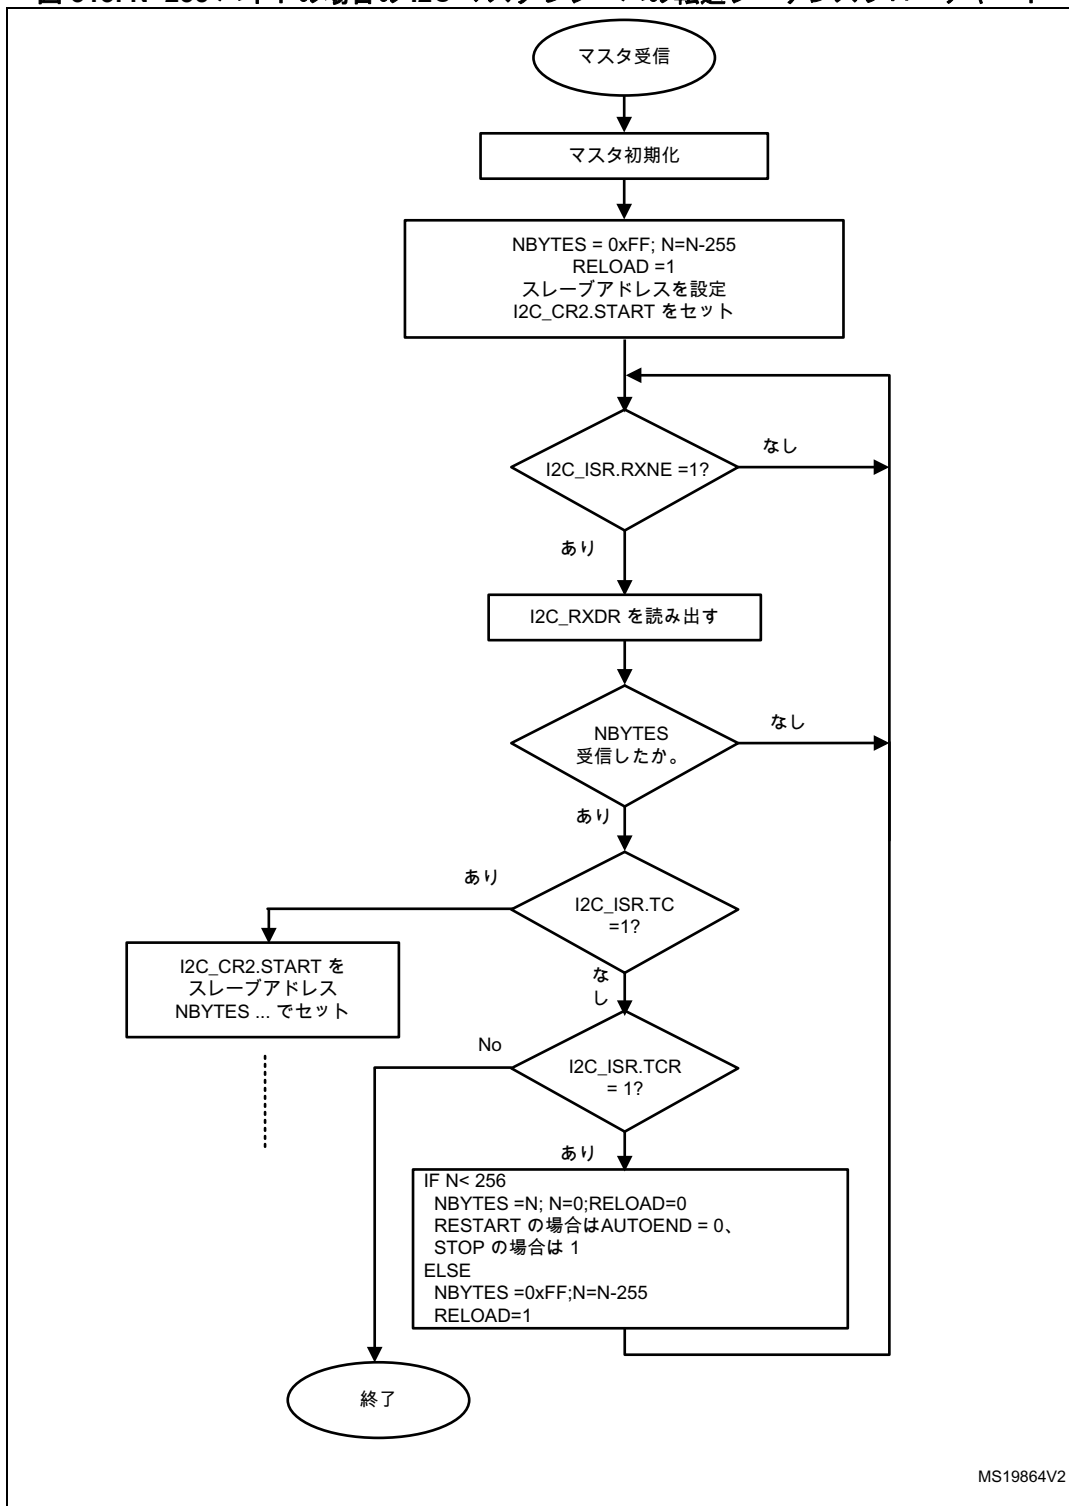 マスタ受信
マスタ初期化
NBYTES = 0xFF; N=N-255
RELOAD =1
スレーブアドレスを設定
I2C_CR2.START をセット
I2C_ISR.RXNE =1?
なし
あり
I2C_RXDR を読み出す
NBYTES
受信したか。
なし
あり
I2C_ISR.TC
=1?
あり
な
し
I2C_CR2.START を
スレーブアドレス
NBYTES ... でセット
I2C_ISR.TCR
= 1?
No
あり
IF N< 256
NBYTES =N; N=0;RELOAD=0
RESTART の場合はAUTOEND = 0、
STOP の場合は 1
ELSE
NBYTES =0xFF;N=N-255
RELOAD=1
終了
MS19864V2